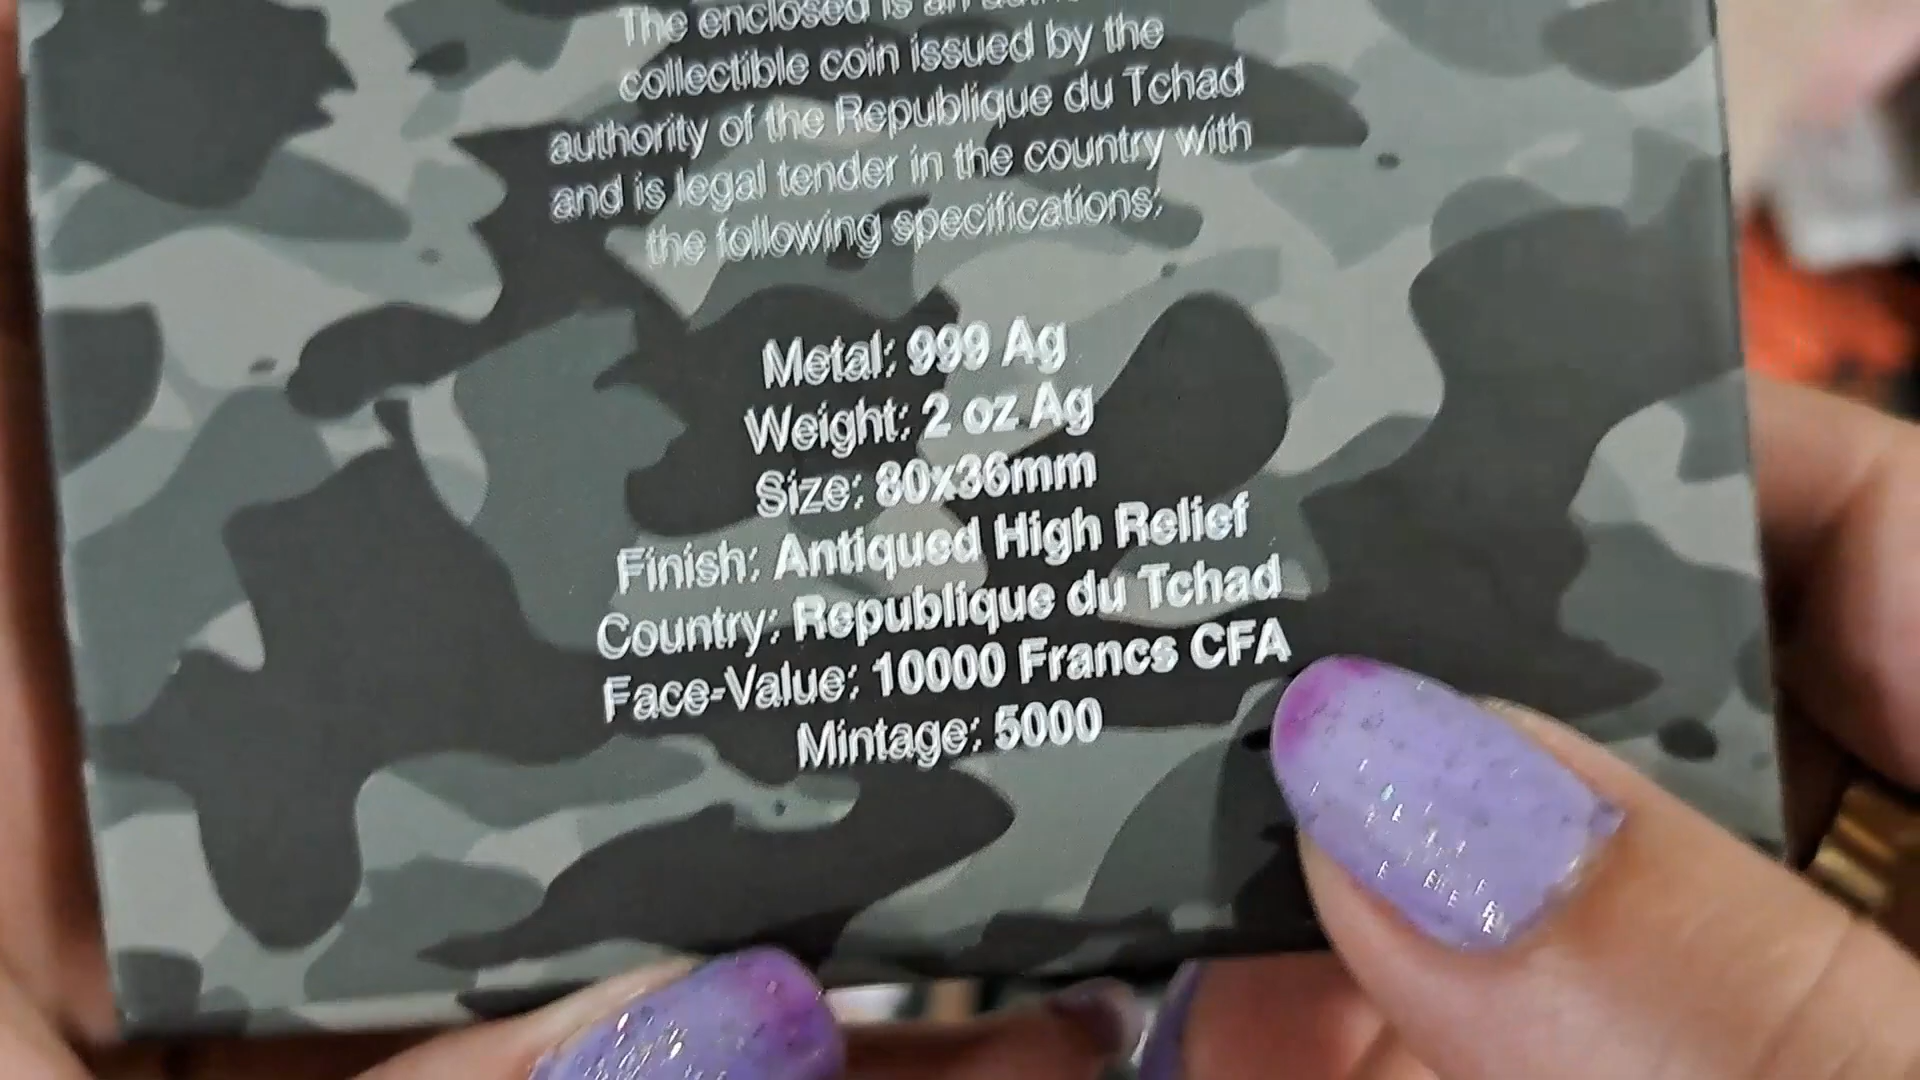 The enclosed is an
collectible coin issued by the
authority of the Republique du Tchad
and is legal tender in the country with
the following specifications:
Metal: 999 Ag
Weight: 2 oz Ag
Size: 80x36mm
Finish: Antiqued High Relief
Country: Republique du Tchad
Face-Value: 10000 Francs CFA
Mintage: 5000